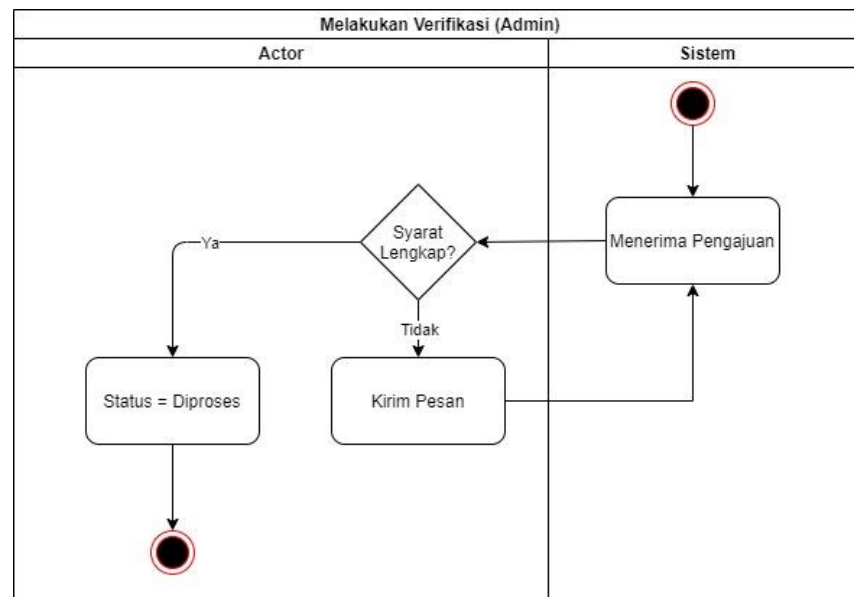 Melakukan Verifikasi (Admin)
Actor
Sistem
Syarat
Lengkap?
Menerima Pengajuan
Ya
Tidak
Status = Diproses
Kirim Pesan